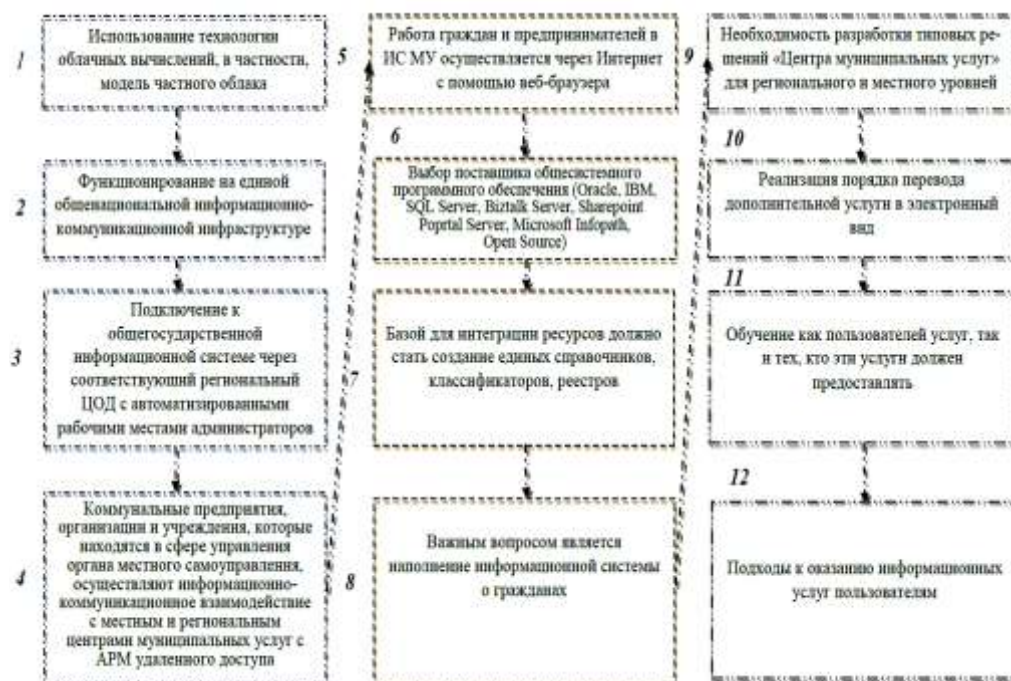 1
Использование технологии
облачных вычислений, в частности,
модель частного облака
2
Функционирование на единой
общенациональной информационно-
коммуникационной инфраструктуре
3
Подключение к
общегосударственной
информационной системе через
соответствующий региональный
ЦОД с автоматизированными
рабочими местами администраторов
4
Коммунальные предприятия,
организации и учреждения, которые
находятся в сфере управления
органа местного самоуправления,
осуществляют информационно-
коммуникационное взаимодействие
с местным и региональным
центрами муниципальных услуг с
АРМ удаленного доступа
5
Работа граждан и предпринимателей в
ИС МУ осуществляется через Интернет
с помощью веб-браузера
6
Выбор поставщика общесистемного
программного обеспечения (Oracle, IBM,
SQL Server, Biztalk Server, Sharepoint
Poprtal Server, Microsoft Infopath,
Open Source)
7
Базой для интеграции ресурсов должно
стать создание единых справочников,
классификаторов, реестров
8
Важным вопросом является
наполнение информационной системы
о гражданах
9
Необходимость разработки типовых ре-
шений «Центра муниципальных услуг»
для регионального и местного уровней
10
Реализация порядка перевода
дополнительной услуги в электронный
вид
11
Обучение как пользователей услуг, так
и тех, кто эти услуги должен
предоставлять
12
Подходы к оказанию информационных
услуг пользователям